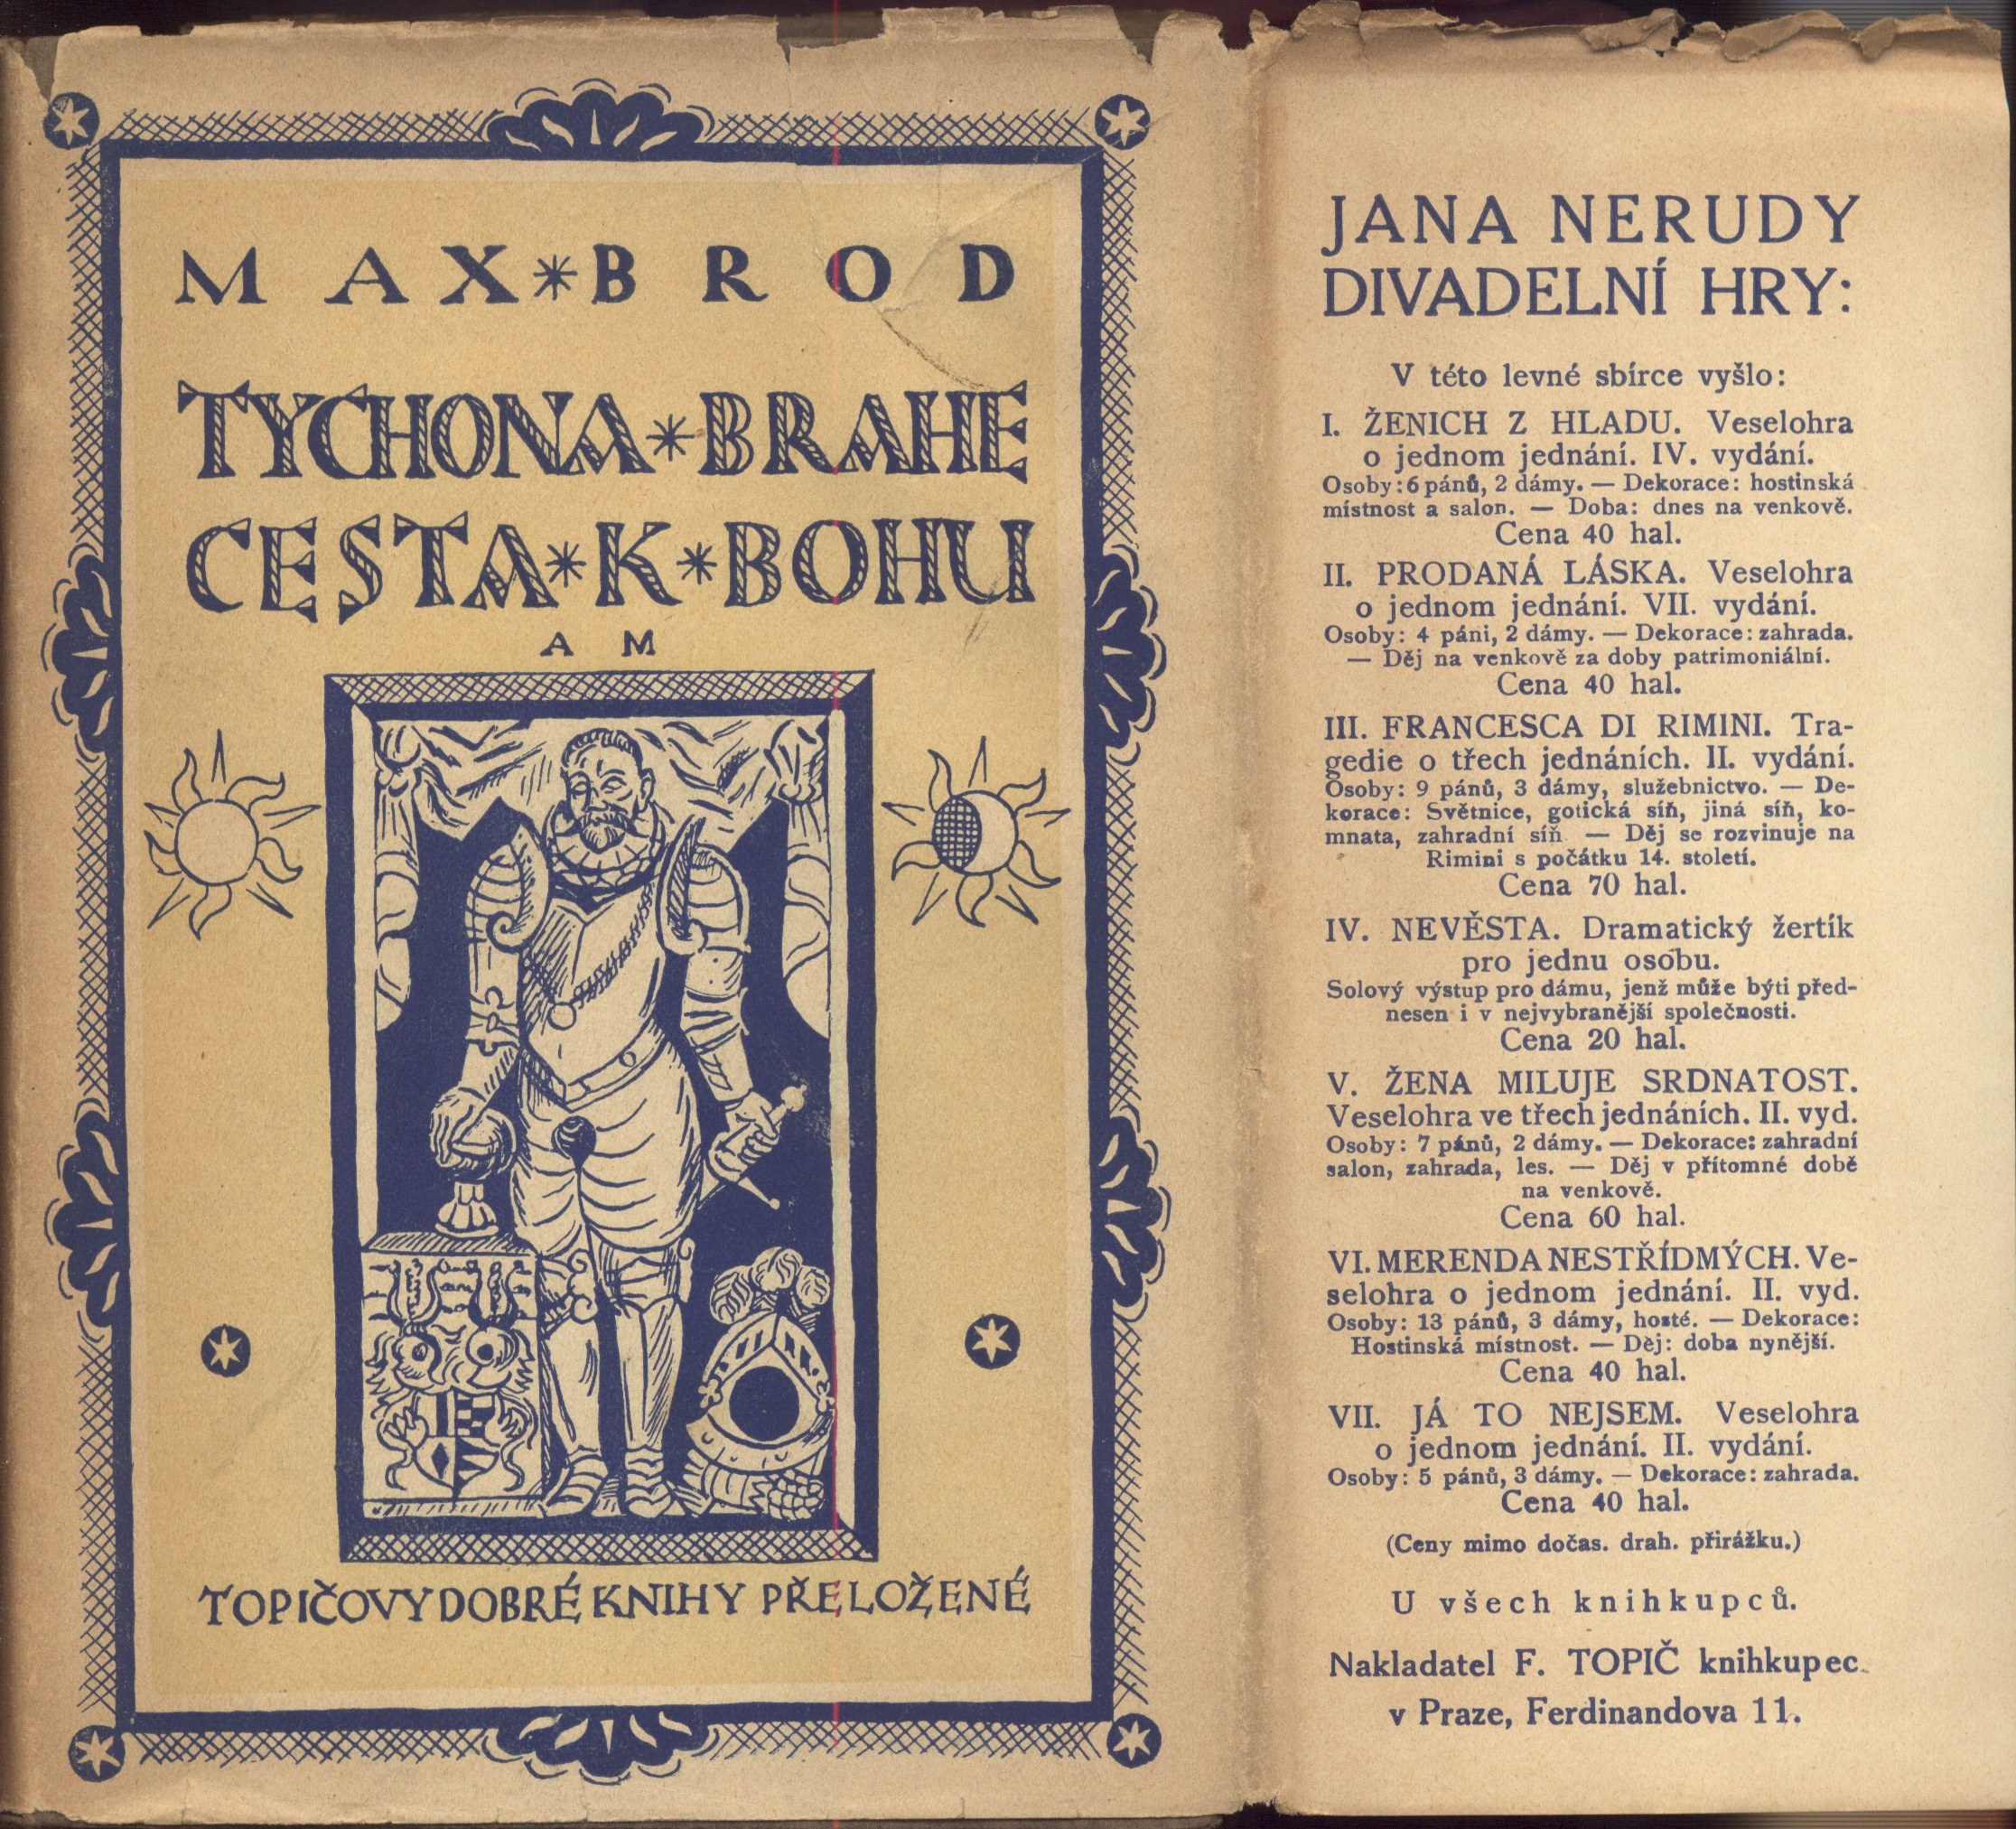 MAX * BROD
TYCHONA * BRAHE
CESTA * K * BOHU
A M
TOPIČOVY DOBRÉ KNIHY PŘELOŽENÉ
JANA NERUDY
DIVADELNÍ HRY:
V této levné sbírce vyšlo:
I. ŽENICH Z HLADU. Veselohra
o jednom jednání. IV. vydání.
Osoby: 6 pánů, 2 dámy. — Dekorace: hostinská
místnost a salon. — Doba: dnes na venkově.
Cena 40 hal.
II. PRODANÁ LÁSKA. Veselohra
o jednom jednání. VII. vydání.
Osoby: 4 páni, 2 dámy. — Dekorace: zahrada.
— Děj na venkově za doby patrimoniální.
Cena 40 hal.
III. FRANCESCA DI RIMINI. Tra-
gedie o třech jednáních. II. vydání.
Osoby: 9 pánů, 3 dámy, služebnictvo. — De-
korace: Světnice, gotická síň, jiná síň, ko-
mnata, zahradní síň — Děj se rozvinuje na
Rimini s počátku 14. století.
Cena 70 hal.
IV. NEVĚSTA. Dramatický žertík
pro jednu osobu.
Solový výstup pro dámu, jenž může býti před-
nesen i v nejvybranější společnosti.
Cena 20 hal.
V. ŽENA MILUJE SRDNATOST.
Veselohra ve třech jednáních. II. vyd.
Osoby: 7 pánů, 2 dámy. — Dekorace: zahradní
salon, zahrada, les. — Děj v přítomné době
na venkově.
Cena 60 hal.
VI. MERENDA NESTŘÍDMÝCH. Ve-
selohra o jednom jednání. II. vyd.
Osoby: 13 pánů, 3 dámy, hosté. — Dekorace:
Hostinská místnost. — Děj: doba nynější.
Cena 40 hal.
VII. JÁ TO NEJSEM. Veselohra
o jednom jednání. II. vydání.
Osoby: 5 pánů, 3 dámy. — Dekorace: zahrada.
Cena 40 hal.
(Ceny mimo dočas. drah. přirážku.)
U všech knihkupců.
Nakladatel F. TOPIČ knihkupec
v Praze, Ferdinandova 11.